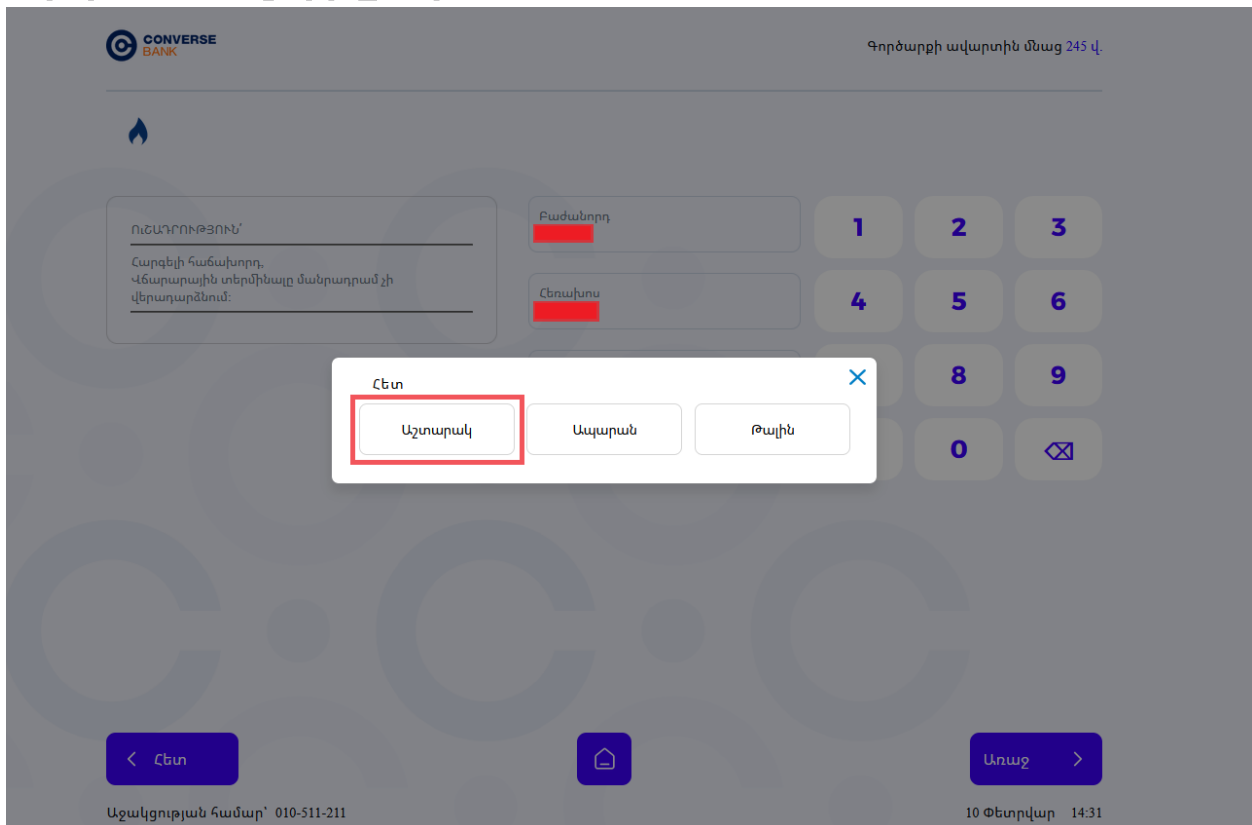 CONVERSE
BANK
Գործարքի ավարտին մնաց 245 վ.
ՈւՇԱԴՐՈՒԹՅՈՒՆ՛
Հարգելի հաճախորդ,
Վճարարային տերմինալը մանրադրամ չի
վերադարձնում:
Բաժանորդ
Հեռախոս
1 2 3
4 5 6
8 9
0
Հետ
Աշտարակ Ապարան Թալին
Հետ
Առաջ
Աջակցության համար՝ 010-511-211
10 Փետրվար 14:31